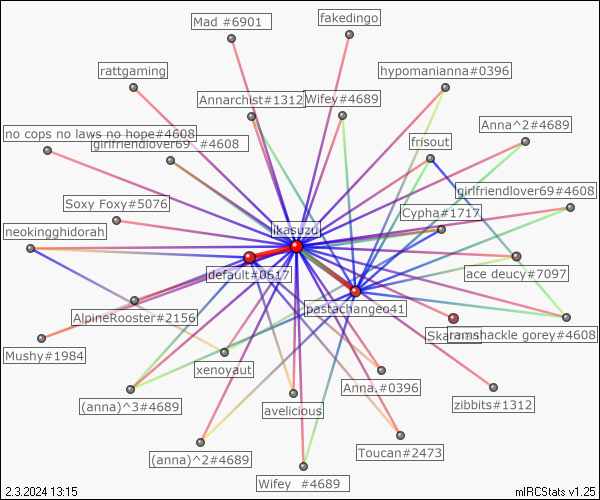 Mad #6901
fakedingo
rattgaming
hypomanianna#0396
Annarchist#1312
Wifey#4689
no cops no laws no hope#4608
Anna^2#4689
girlfriendlover69 #4608
frisout
Soxy Foxy#5076
girlfriendlover69#4608
Cypha#1717
neokingghidorah
ikasuzu
default#0617
ace deucy#7097
pastachangeo41
AlpineRooster#2156
ramshackle gorey#4608
Mushy#1984
xenoyaut
Anna.#0396
(anna)^3#4689
avelicious
zibbits#1312
(anna)^2#4689
Toucan#2473
Wifey #4689
2.3.2024 13:15
mIRCStats v1.25